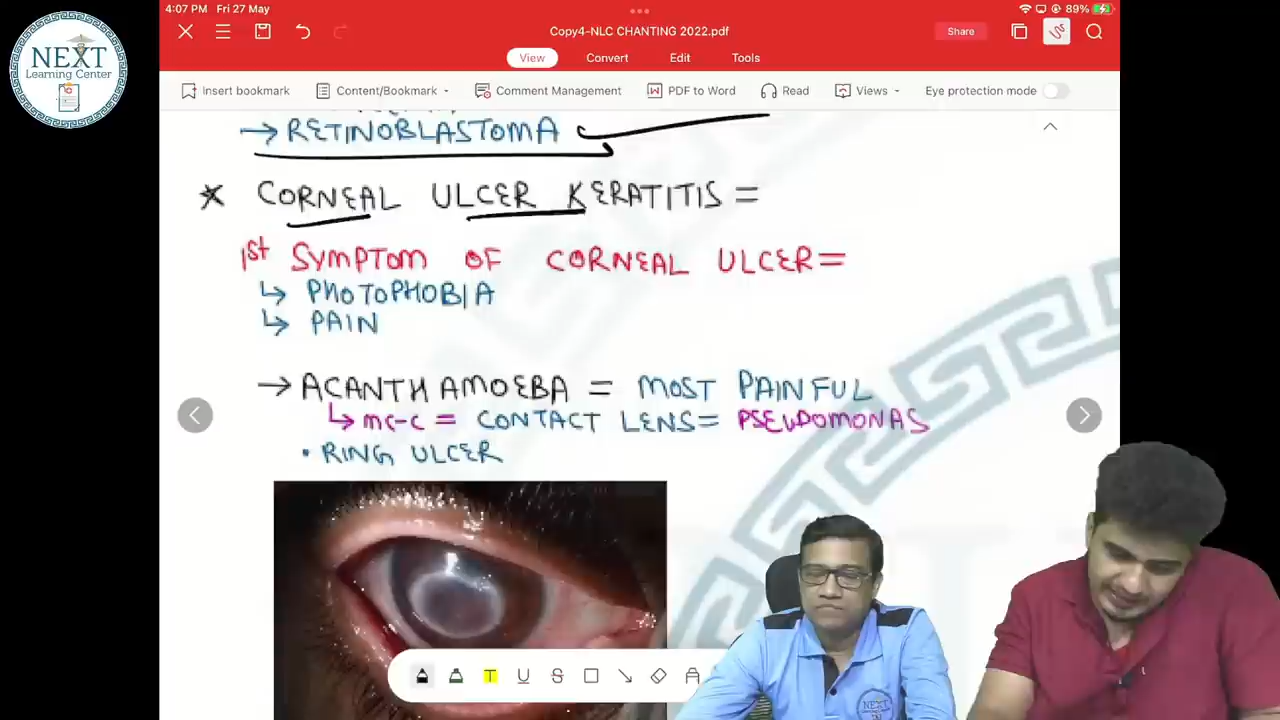 4:07 PM Fri 27 May
89%
NEXT
Learning Center
Copy4-NLC CHANTING 2022.pdf
Share
View
Convert
Edit
Tools
Insert bookmark
Content/Bookmark
Comment Management
PDF to Word
Read
Views
Eye protection mode
→ RETINOBLASTOMA
* CORNEAL ULCER KERATITIS =
1st SYMPTOM OF CORNEAL ULCER=
↳ PHOTOPHOBIA
↳ PAIN
→ ACANTHAMOEBA = MOST PAINFUL
↳ mc-c = CONTACT LENS= PSEUDOMONAS
• RING ULCER
T
U
S
A
NEXT